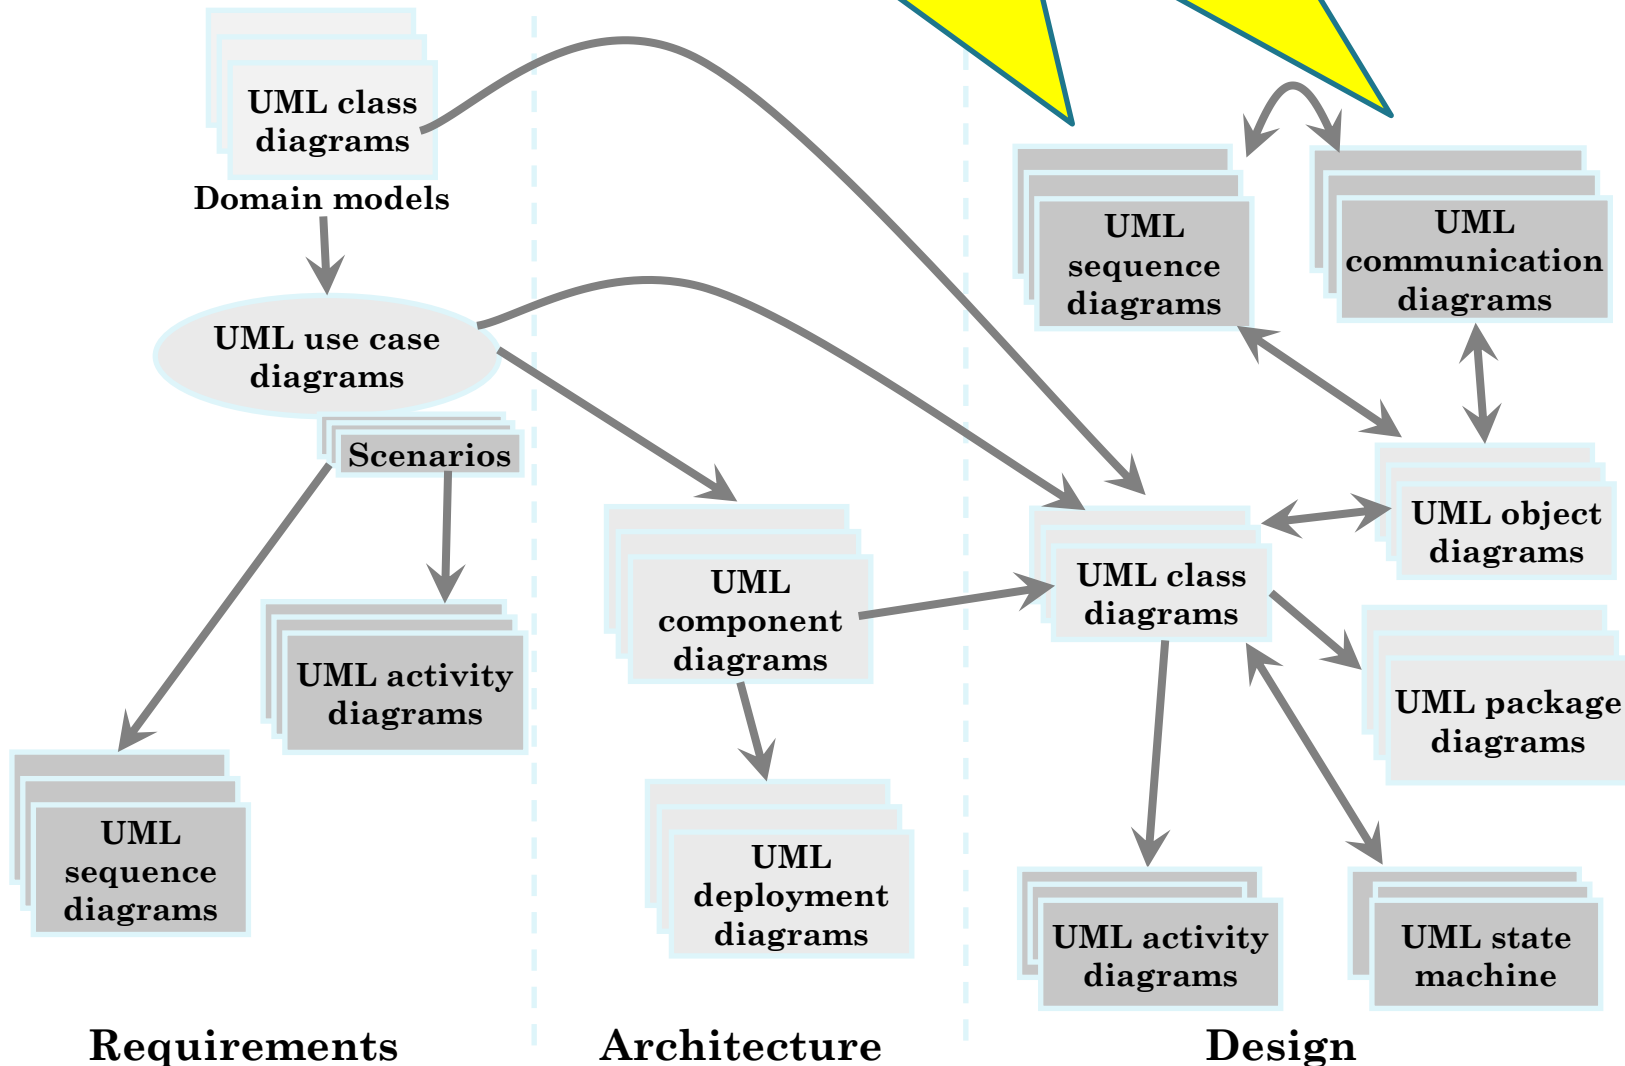 UML class
diagrams
Domain models
UML use case
diagrams
Scenarios
UML activity
diagrams
UML
sequence
diagrams
UML
component
diagrams
UML
deployment
diagrams
UML
sequence
diagrams
UML
communication
diagrams
UML object
diagrams
UML class
diagrams
UML package
diagrams
UML activity
diagrams
UML state
machine
Requirements
Architecture
Design